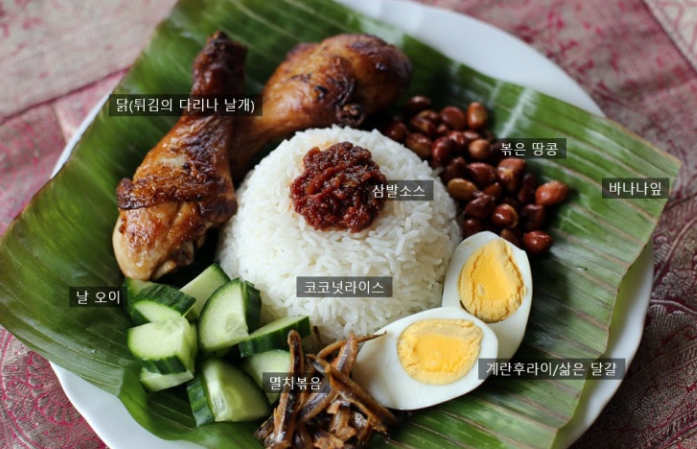 닭(튀김의 다리나 날개)
볶은 땅콩
삼발소스
바나나잎
코코넛라이스
날 오이
계란후라이/삶은 달걀
멸치볶음